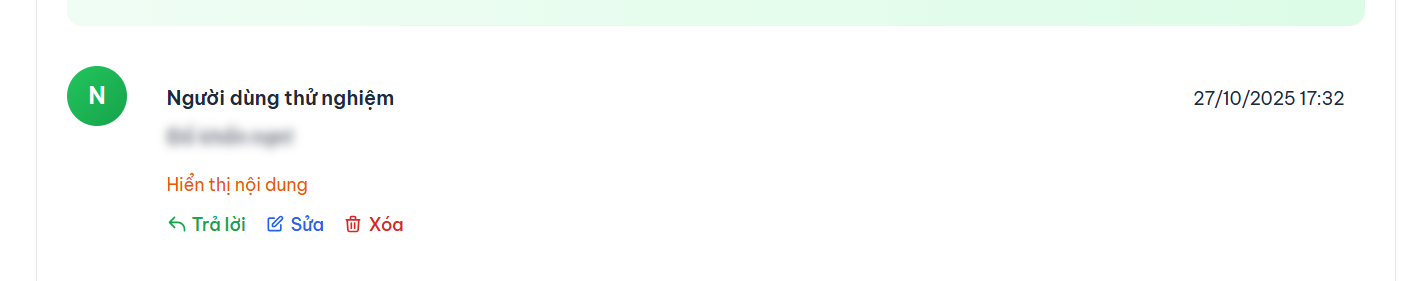 N
Người dùng thử nghiệm
27/10/2025 17:32
Hiển thị nội dung
Trả lời
Sửa
Xóa